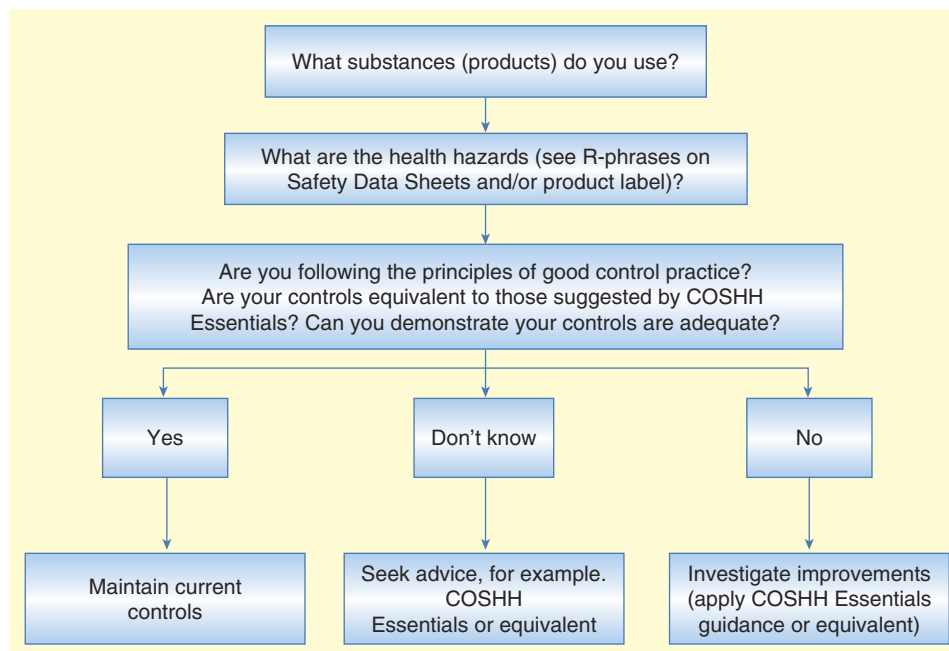 What substances (products) do you use?
What are the health hazards (see R-phrases on
Safety Data Sheets and/or product label)?
Are you following the principles of good control practice?
Are your controls equivalent to those suggested by COSHH
Essentials? Can you demonstrate your controls are adequate?
Yes
Don't know
No
Maintain current
controls
Seek advice, for example.
COSHH
Essentials or equivalent
Investigate improvements
(apply COSHH Essentials
guidance or equivalent)